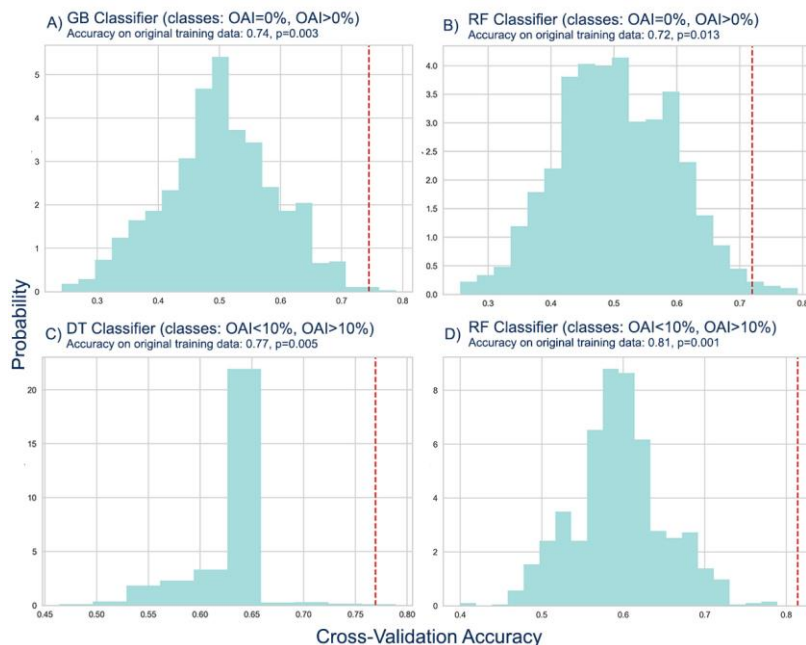 A) GB Classifier (classes: OAI=0%, OAI>0%)
Accuracy on original training data: 0.74, p=0.003
5
4
3
2
1
0
0.3 0.4 0.5 0.6 0.7 0.8
B) RF Classifier (classes: OAI=0%, OAI>0%)
Accuracy on original training data: 0.72, p=0.013
4.0
3.5
3.0
2.5
2.0
1.5
1.0
0.5
0.0
0.3 0.4 0.5 0.6 0.7 0.8
Probability
C) DT Classifier (classes: OAI<10%, OAI>10%)
Accuracy on original training data: 0.77, p=0.005
20
15
10
5
0
0.45 0.50 0.55 0.60 0.65 0.70 0.75 0.80
D) RF Classifier (classes: OAI<10%, OAI>10%)
Accuracy on original training data: 0.81, p=0.001
8
6
4
2
0
0.4 0.5 0.6 0.7 0.8
Cross-Validation Accuracy